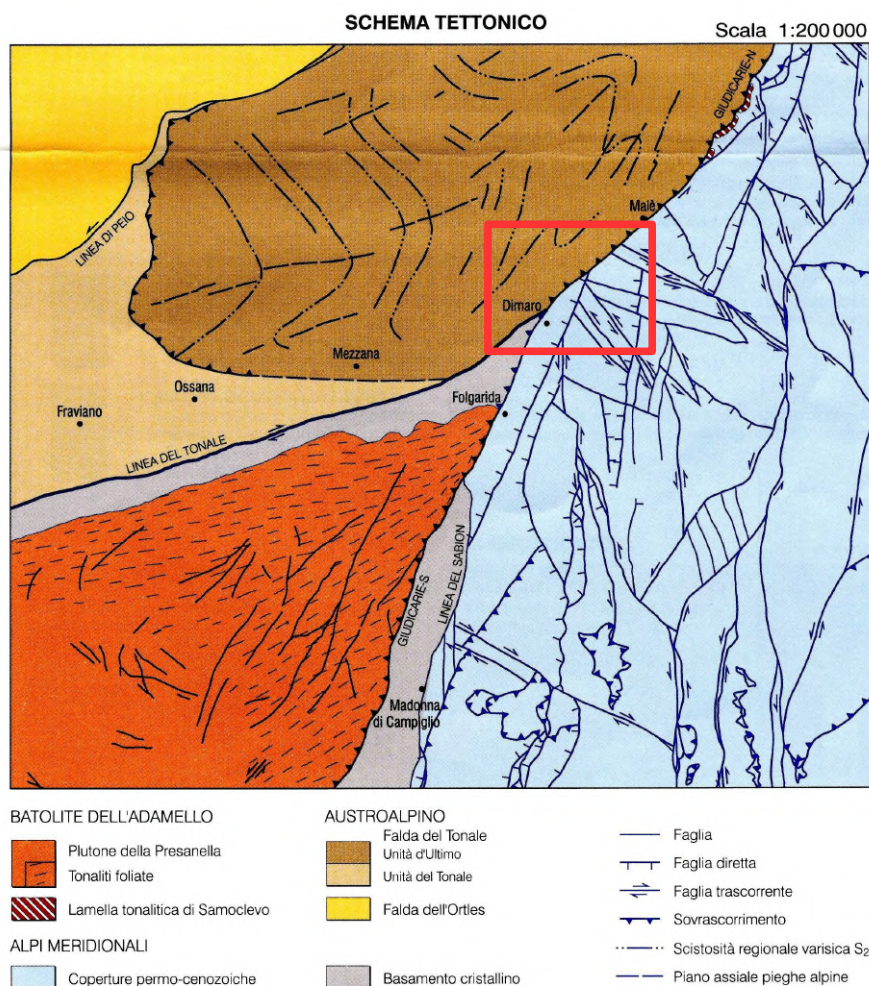 SCHEMA TETTONICO
Scala 1:200 000
GIUDICARIE-N
Malè
LINEA DI PEIO
Dimaro
Mezzana
Ossana
Folgarida
Fraviano
LINEA DEL TONALE
LINEA DEL SABION
GIUDICARIE-S
Madonna
di Campiglio
BATOLITE DELL'ADAMELLO
Plutone della Presanella
Tonaliti foliate
Lamella tonalitica di Samoclevo
ALPI MERIDIONALI
Coperture permo-cenozoiche
AUSTROALPINO
Falda del Tonale
Unità d'Ultimo
Unità del Tonale
Falda dell'Ortles
Basamento cristallino
Faglia
Faglia diretta
Faglia trascorrente
Sovrascorrimento
Scistosità regionale varisica S2
Piano assiale pieghe alpine